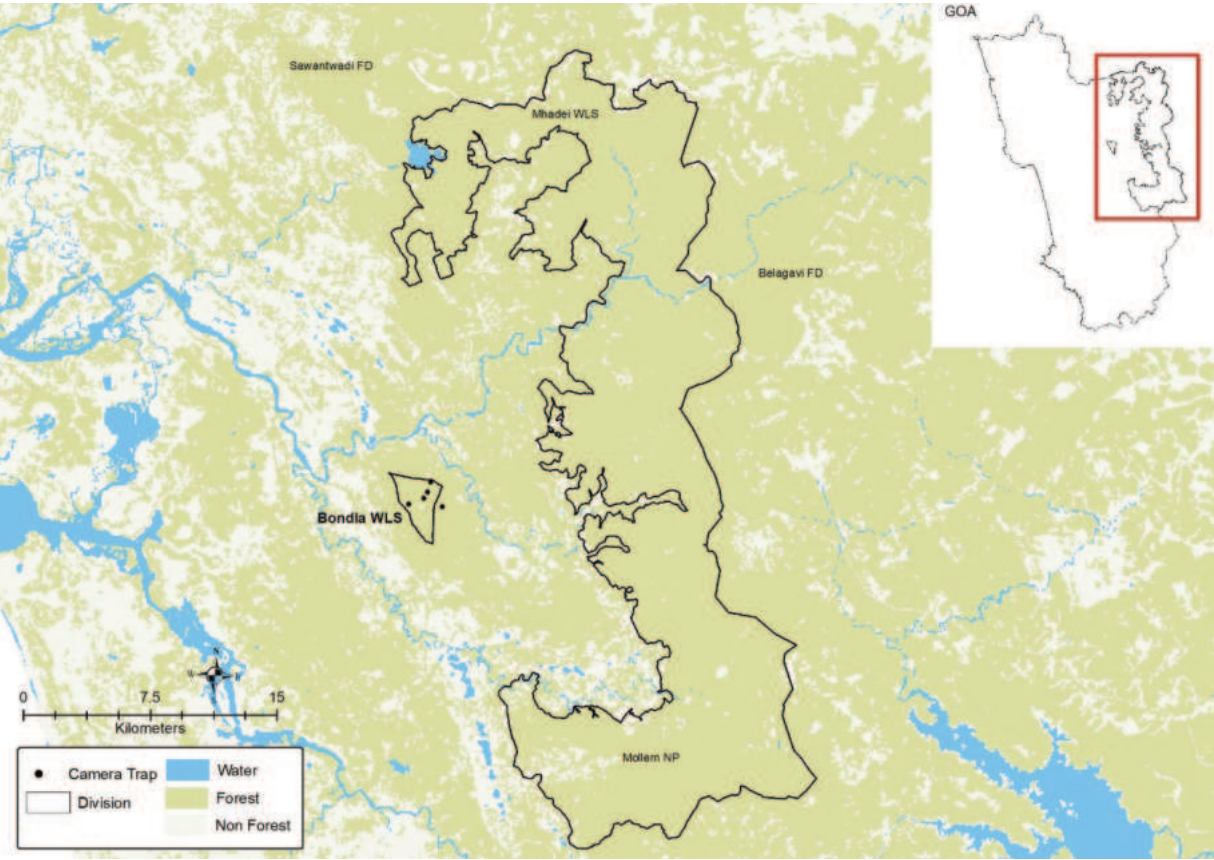 GOA
Sawantwadi FD
Mhadei WLS
Belagavi FD
Bondla WLS
N
W E
0 7.5 15
Kilometers
Mollem NP
Camera Trap
Division
Water
Forest
Non Forest